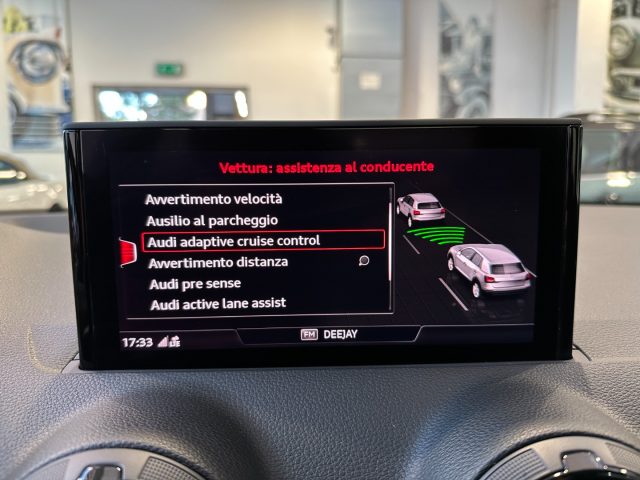 Vettura: assistenza al conducente
Avvertimento velocità
Ausilio al parcheggio
Audi adaptive cruise control
Avvertimento distanza
Audi pre sense
Audi active lane assist
17:33 LTE FM DEEJAY